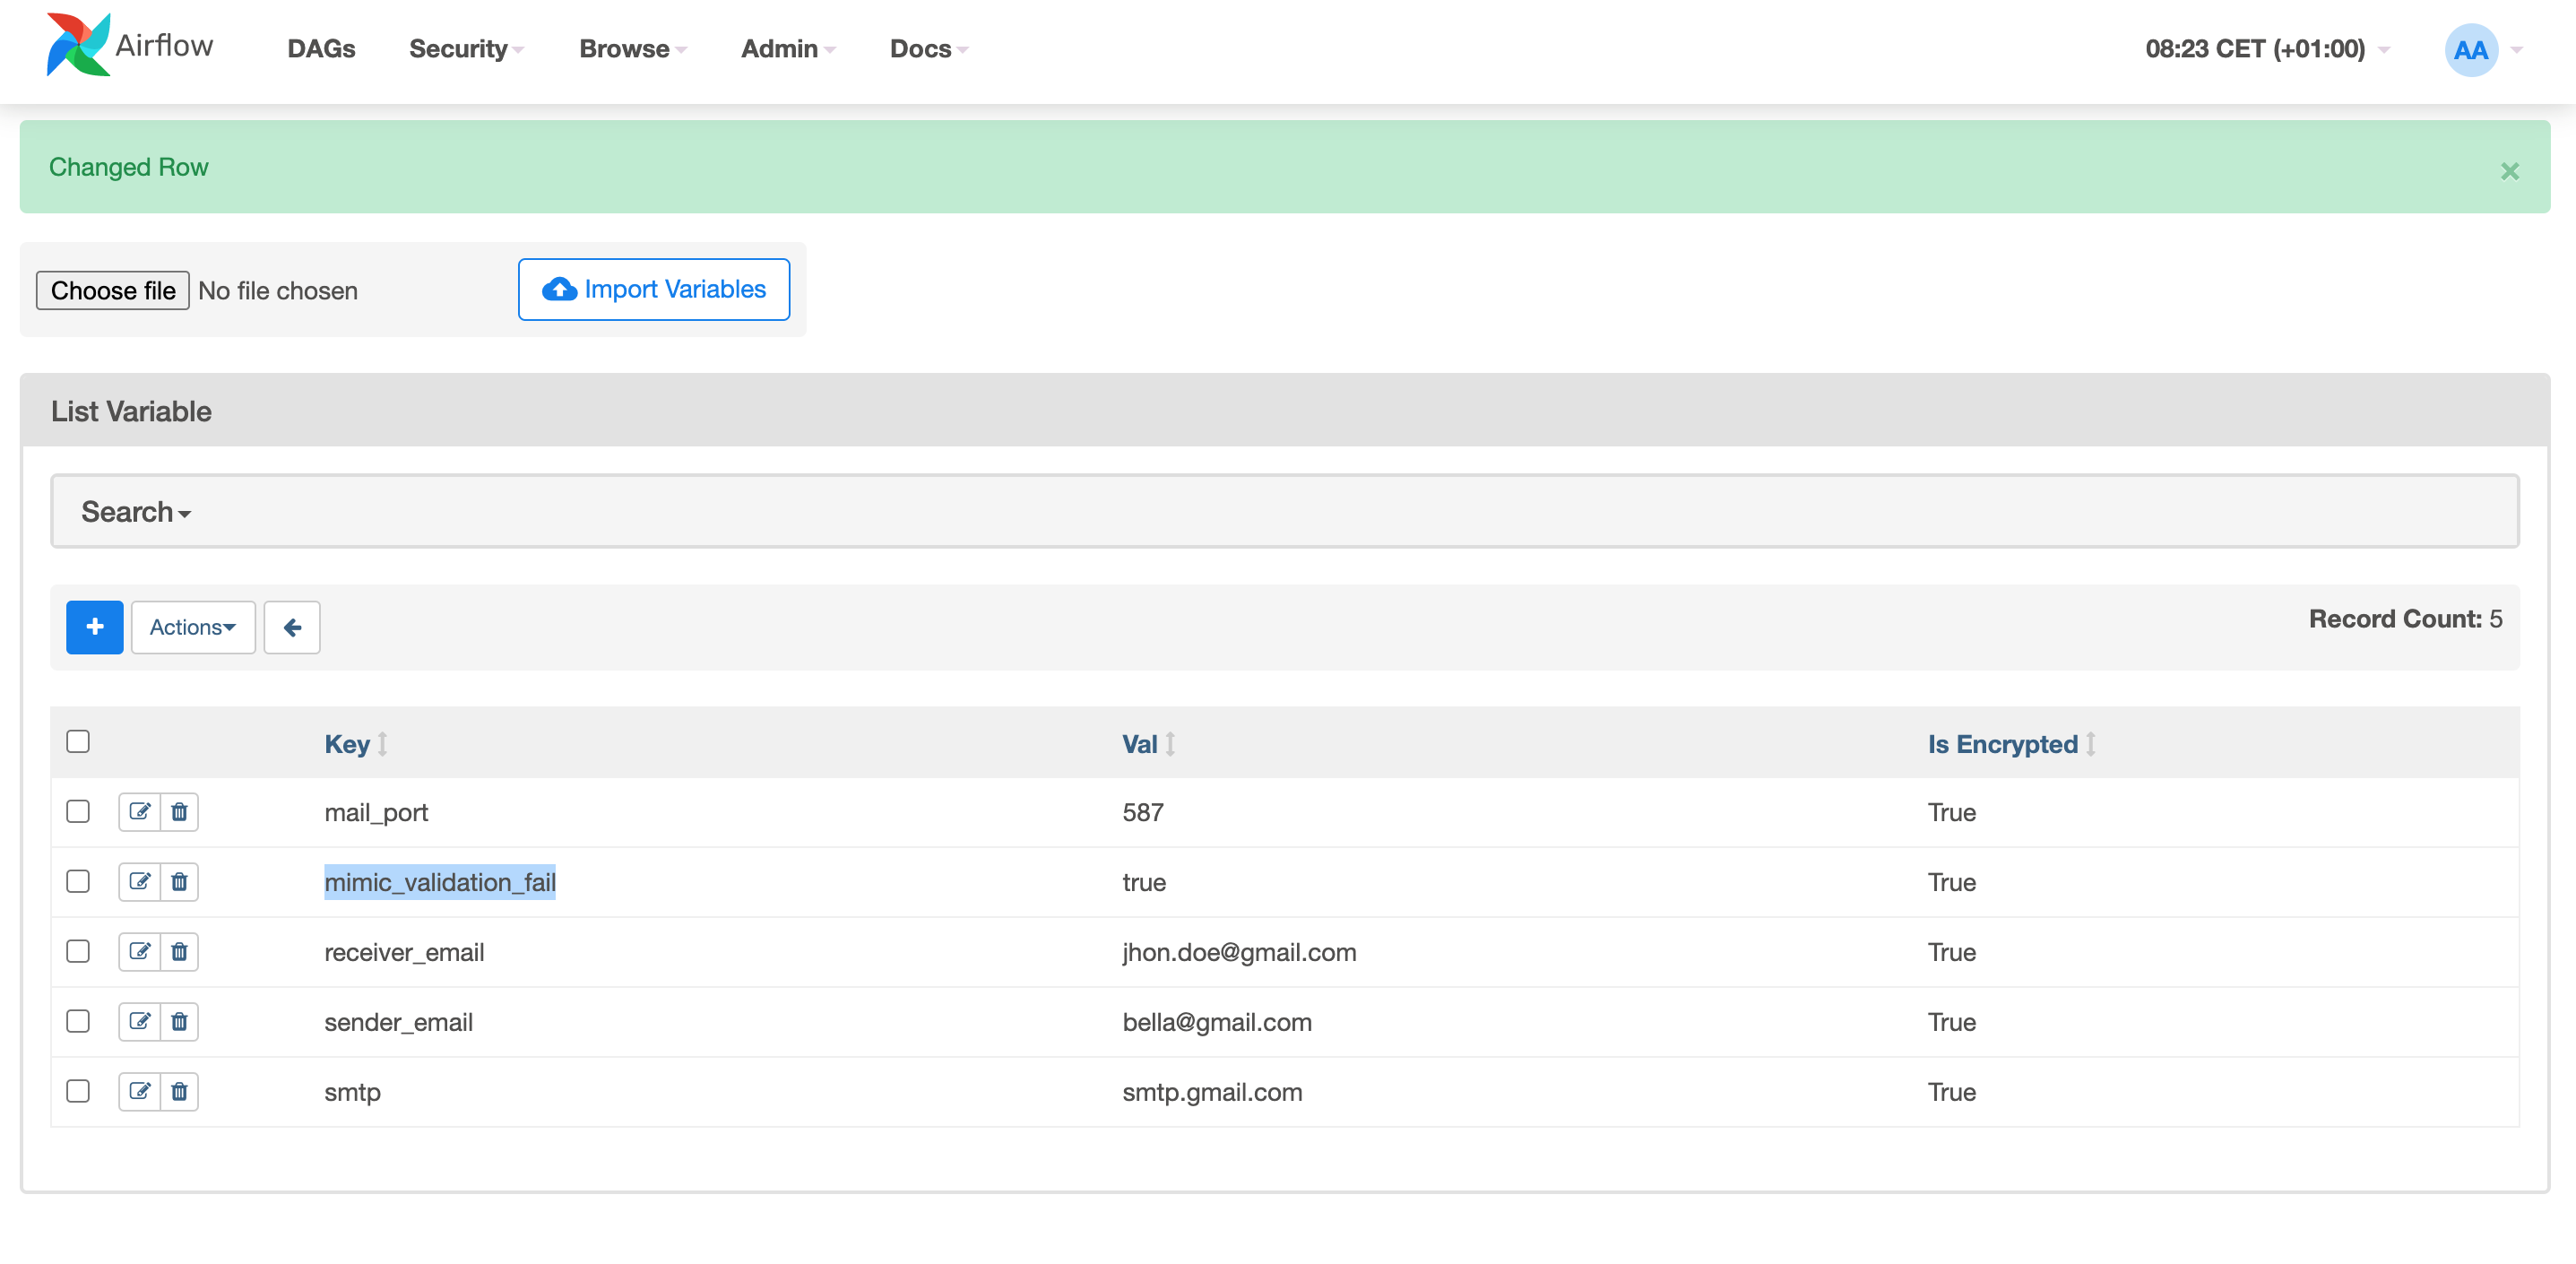 Airflow DAGs Security Browse Admin Docs 08:23 CET (+01:00) AA
Changed Row ×
Choose file No file chosen Import Variables
List Variable
Search
+ Actions Record Count: 5
Key Val Is Encrypted
mail_port 587 True
mimic_validation_fail true True
receiver_email jhon.doe@gmail.com True
sender_email bella@gmail.com True
smtp smtp.gmail.com True